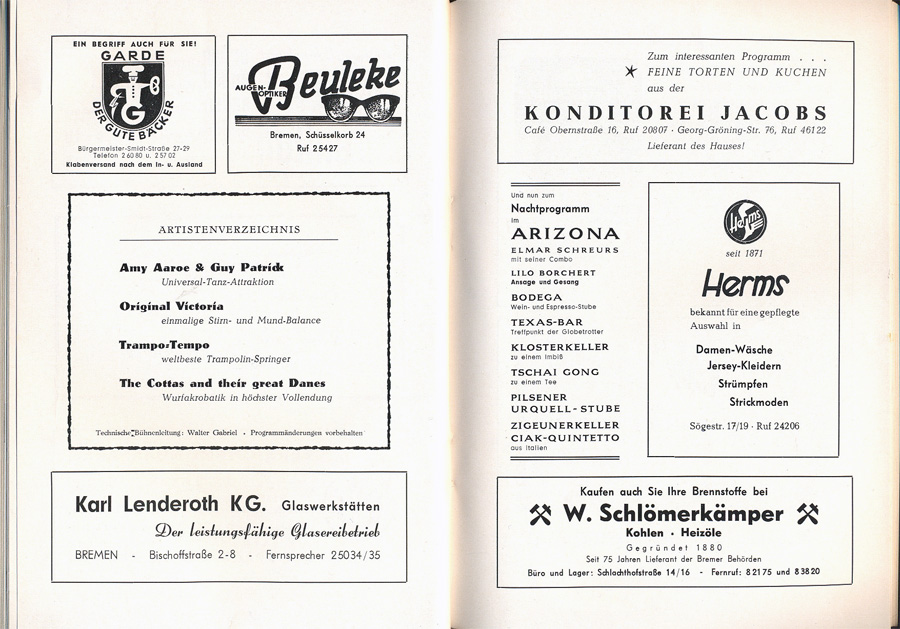 EIN BEGRIFF AUCH FÜR SIE!
GARDE
DER GUTE BÄCKER
G
Bürgermeister-Smidt-Straße 27-29
Telefon 2 60 80 u. 2 57 02
Klabenversand nach dem In- u. Ausland
AUGEN-OPTIKER
Beuleke
Bremen, Schüsselkorb 24
Ruf 25427
ARTISTENVERZEICHNIS
Amy Aaroe & Guy Patrick
Universal-Tanz-Attraktion
Original Victoria
einmalige Stirn- und Mund-Balance
Trampo-Tempo
weltbeste Trampolin-Springer
The Cottas and their great Danes
Wurfakrobatik in höchster Vollendung
Technische Bühnenleitung: Walter Gabriel • Programmänderungen vorbehalten
Karl Lenderoth KG. Glaswerkstätten
Der leistungsfähige Glasereibetrieb
BREMEN - Bischoffstraße 2-8 - Fernsprecher 25034/35
Zum interessanten Programm . . .
FEINE TORTEN UND KUCHEN
aus der
KONDITOREI JACOBS
Café Obernstraße 16, Ruf 20807 · Georg-Gröning-Str. 76, Ruf 46122
Lieferant des Hauses!
Und nun zum
Nachtprogramm
im
ARIZONA
ELMAR SCHREURS
mit seiner Combo
LILO BORCHERT
Ansage und Gesang
BODEGA
Wein- und Espresso-Stube
TEXAS-BAR
Treffpunkt der Globetrotter
KLOSTERKELLER
zu einem Imbiß
TSCHAI GONG
zu einem Tee
PILSENER
URQUELL-STUBE
ZIGEUNERKELLER
CIAK-QUINTETTO
aus Italien
Herms
seit 1871
Herms
bekannt für eine gepflegte
Auswahl in
Damen-Wäsche
Jersey-Kleidern
Strümpfen
Strickmoden
Sögestr. 17/19 · Ruf 24206
Kaufen auch Sie Ihre Brennstoffe bei
W. Schlömerkämper
Kohlen • Heizöle
Gegründet 1880
Seit 75 Jahren Lieferant der Bremer Behörden
Büro und Lager: Schlachthofstraße 14/16 - Fernruf: 8 21 75 und 8 38 20